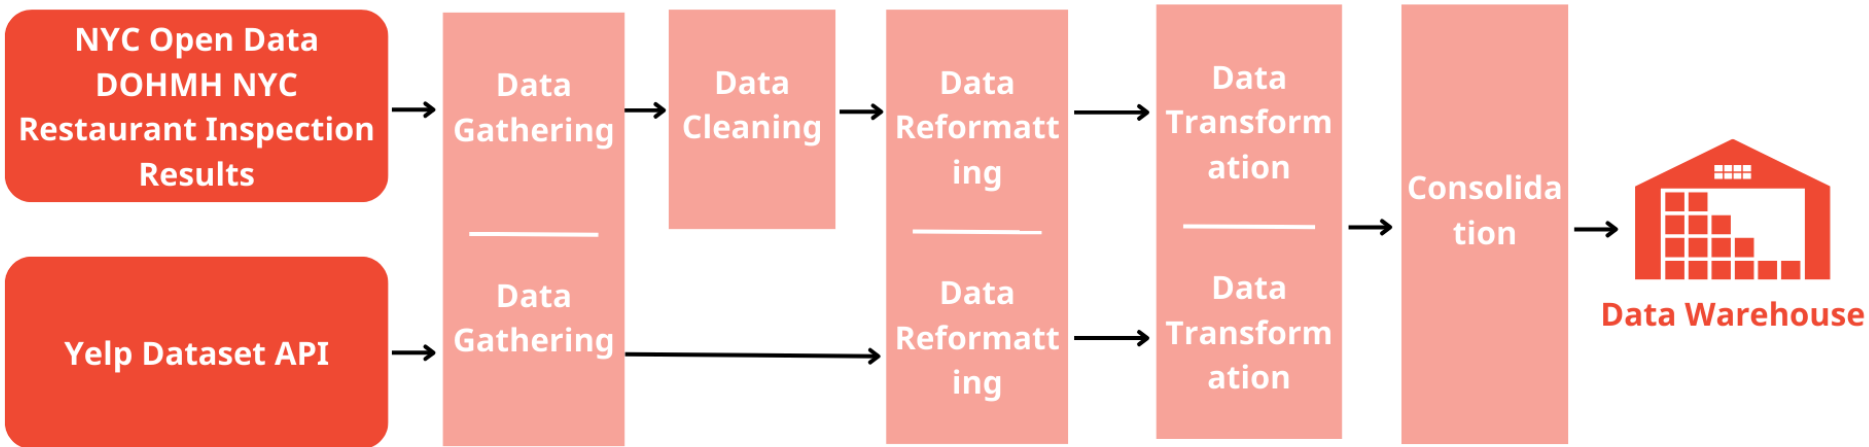 NYC Open Data
DOHMH NYC
Restaurant Inspection
Results
Data
Gathering
Data
Cleaning
Data
Reformatt
ing
Data
Transform
ation
Consolida
tion
Data Warehouse
Yelp Dataset API
Data
Gathering
Data
Reformatt
ing
Data
Transform
ation